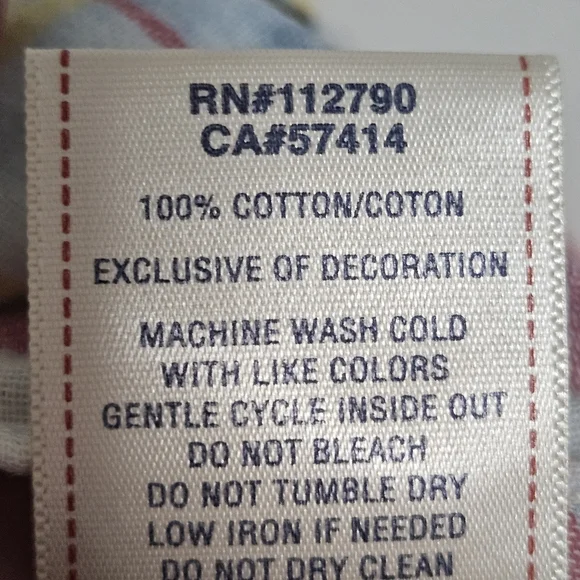 RN#112790
CA#57414
100% COTTON/COTON
EXCLUSIVE OF DECORATION
MACHINE WASH COLD
WITH LIKE COLORS
GENTLE CYCLE INSIDE OUT
DO NOT BLEACH
DO NOT TUMBLE DRY
LOW IRON IF NEEDED
DO NOT DRY CLEAN